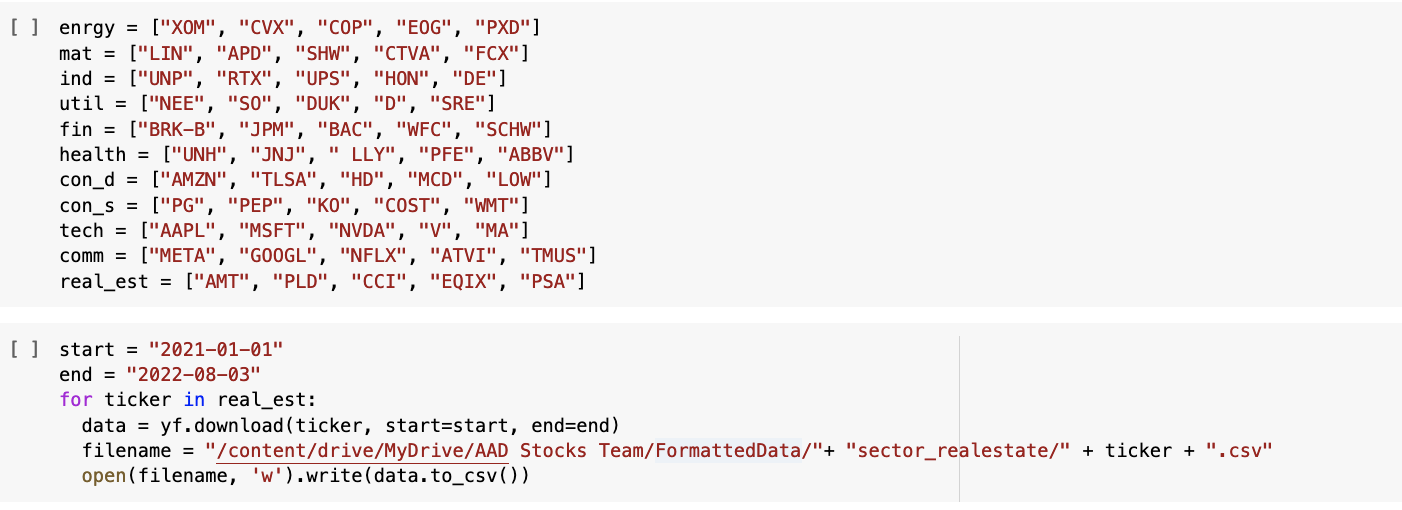 [ ] enrgy = ["XOM", "CVX", "COP", "EOG", "PXD"]
mat = ["LIN", "APD", "SHW", "CTVA", "FCX"]
ind = ["UNP", "RTX", "UPS", "HON", "DE"]
util = ["NEE", "SO", "DUK", "D", "SRE"]
fin = ["BRK-B", "JPM", "BAC", "WFC", "SCHW"]
health = ["UNH", "JNJ", " LLY", "PFE", "ABBV"]
con_d = ["AMZN", "TLSA", "HD", "MCD", "LOW"]
con_s = ["PG", "PEP", "KO", "COST", "WMT"]
tech = ["AAPL", "MSFT", "NVDA", "V", "MA"]
comm = ["META", "GOOGL", "NFLX", "ATVI", "TMUS"]
real_est = ["AMT", "PLD", "CCI", "EQIX", "PSA"]
[ ] start = "2021-01-01"
end = "2022-08-03"
for ticker in real_est:
  data = yf.download(ticker, start=start, end=end)
  filename = "/content/drive/MyDrive/AAD Stocks Team/FormattedData/"+ "sector_realestate/" + ticker + ".csv"
  open(filename, 'w').write(data.to_csv())